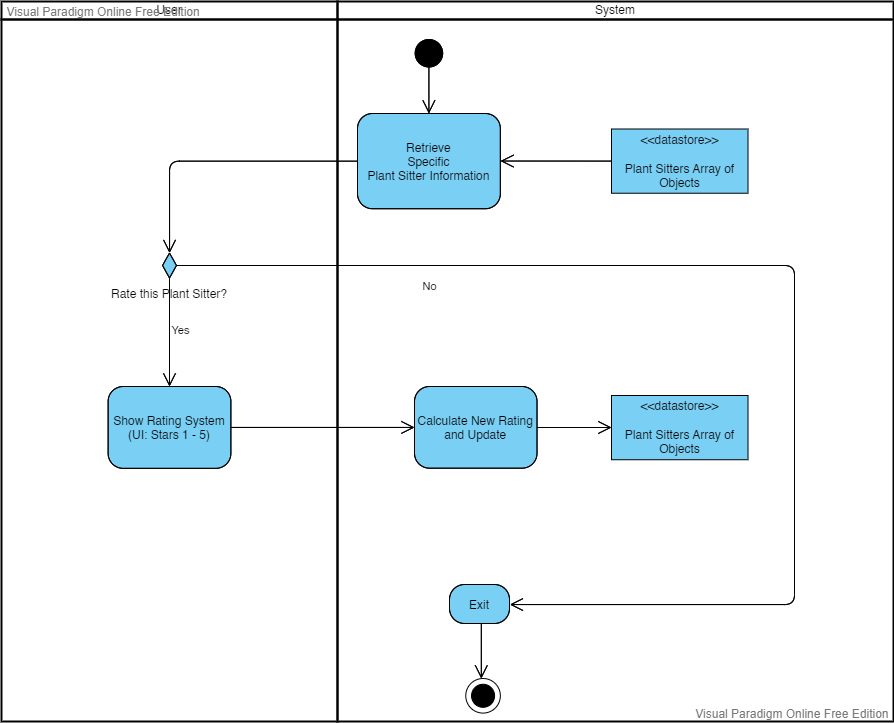 Visual Paradigm Online Free Edition
User
System
Retrieve
Specific
Plant Sitter Information
<<datastore>>
Plant Sitters Array of
Objects
No
Rate this Plant Sitter?
Yes
Show Rating System
(UI: Stars 1 - 5)
Calculate New Rating
and Update
<<datastore>>
Plant Sitters Array of
Objects
Exit
Visual Paradigm Online Free Edition